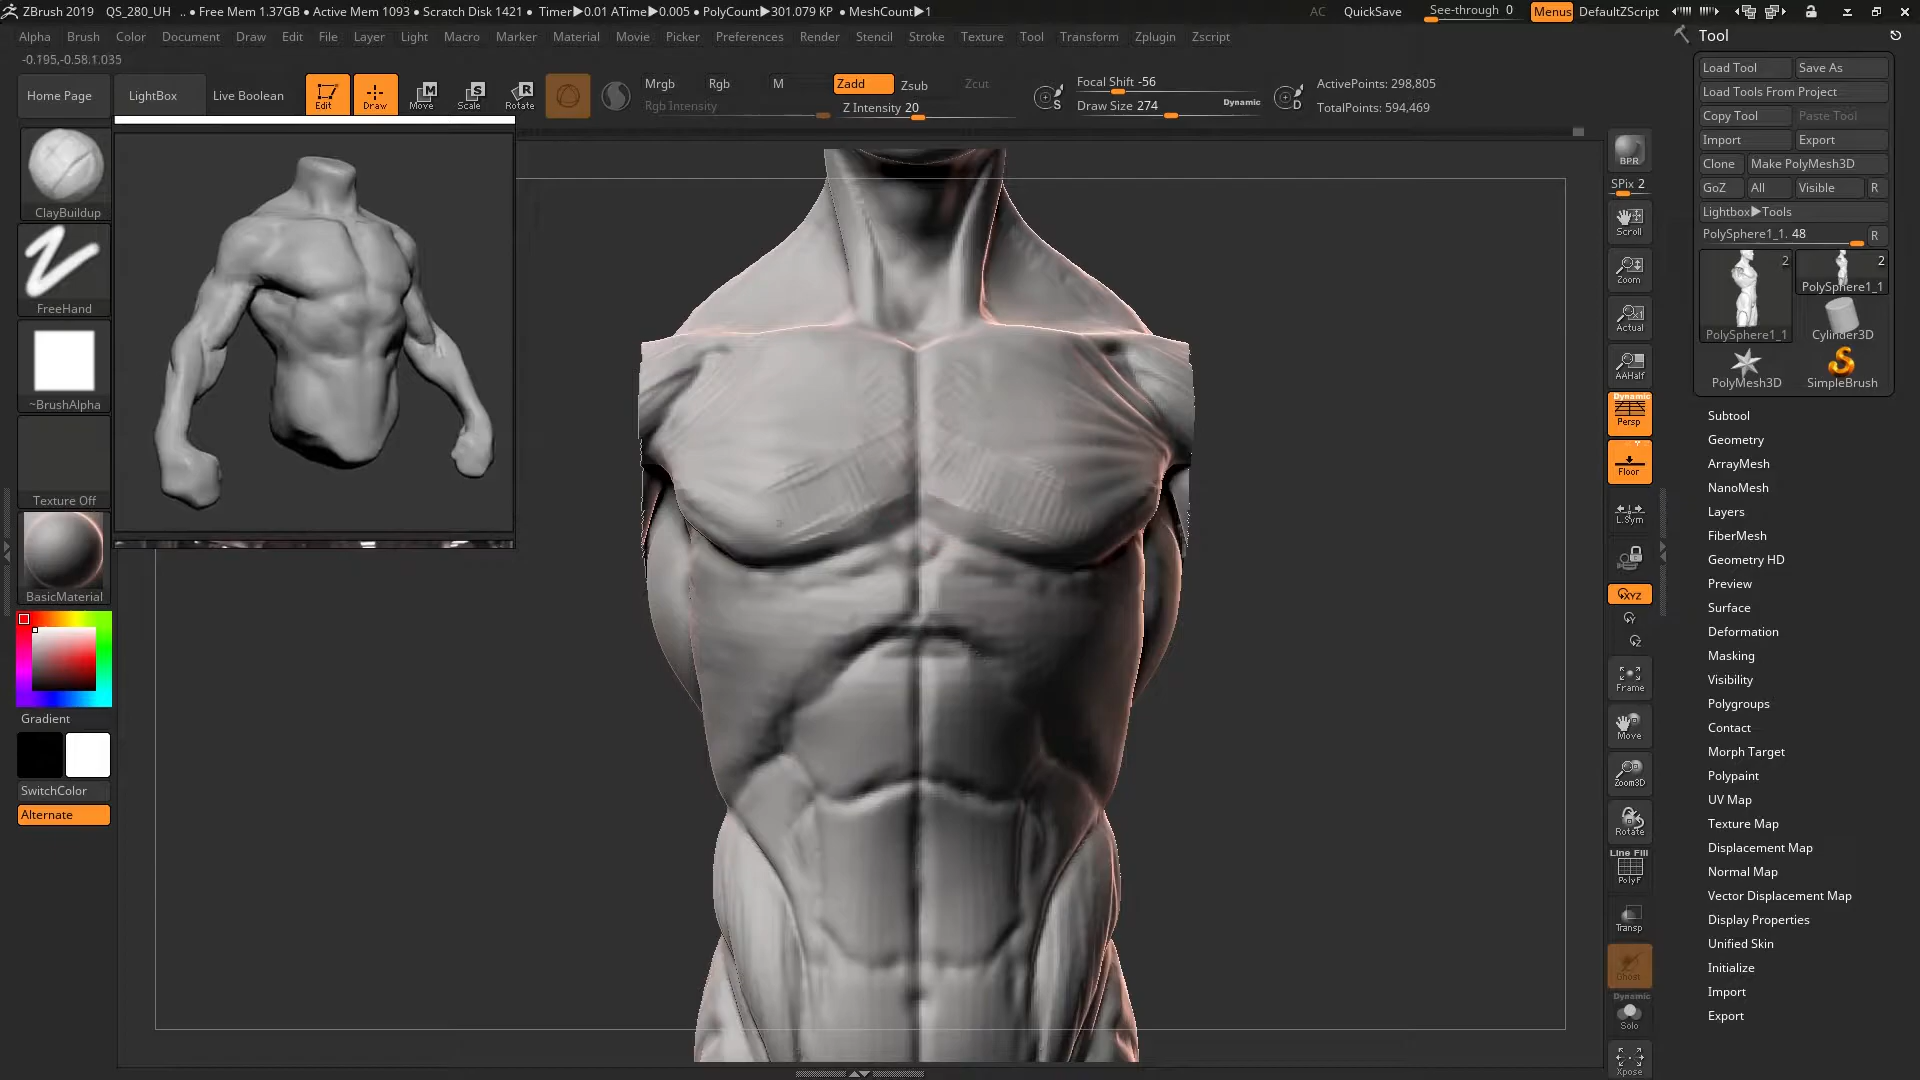 ZBrush 2019 QS_280_UH .. • Free Mem 1.37GB • Active Mem 1093 • Scratch Disk 1421 • Timer▶0.01 ATime▶0.005 • PolyCount▶301.079 KP • MeshCount▶1 AC QuickSave See-through 0 Menus DefaultZScript
Alpha Brush Color Document Draw Edit File Layer Light Macro Marker Material Movie Picker Preferences Render Stencil Stroke Texture Tool Transform Zplugin Zscript
-0.195,-0.58,1.035
Home Page
LightBox
Live Boolean
Edit
Draw
Move
Scale
Rotate
Mrgb Rgb M Zadd Zsub Zcut
Rgb Intensity Z Intensity 20
S
Focal Shift -56
Draw Size 274 Dynamic
D
ActivePoints: 298,805
TotalPoints: 594,469
ClayBuildup
FreeHand
~BrushAlpha
Texture Off
BasicMaterial
Gradient
SwitchColor
Alternate
BPR
SPix 2
Scroll
Zoom
Actual
AAHalf
Dynamic
Persp
Floor
L.Sym
XYZ
Y
Z
Frame
Move
Zoom3D
Rotate
Line Fill
PolyF
Transp
Ghost
Dynamic
Solo
Xpose
Tool
Load Tool Save As
Load Tools From Project
Copy Tool Paste Tool
Import Export
Clone Make PolyMesh3D
GoZ All Visible R
Lightbox▶Tools
PolySphere1_1. 48 R
2 2
PolySphere1_1
PolySphere1_1 Cylinder3D
PolyMesh3D SimpleBrush
Subtool
Geometry
ArrayMesh
NanoMesh
Layers
FiberMesh
Geometry HD
Preview
Surface
Deformation
Masking
Visibility
Polygroups
Contact
Morph Target
Polypaint
UV Map
Texture Map
Displacement Map
Normal Map
Vector Displacement Map
Display Properties
Unified Skin
Initialize
Import
Export